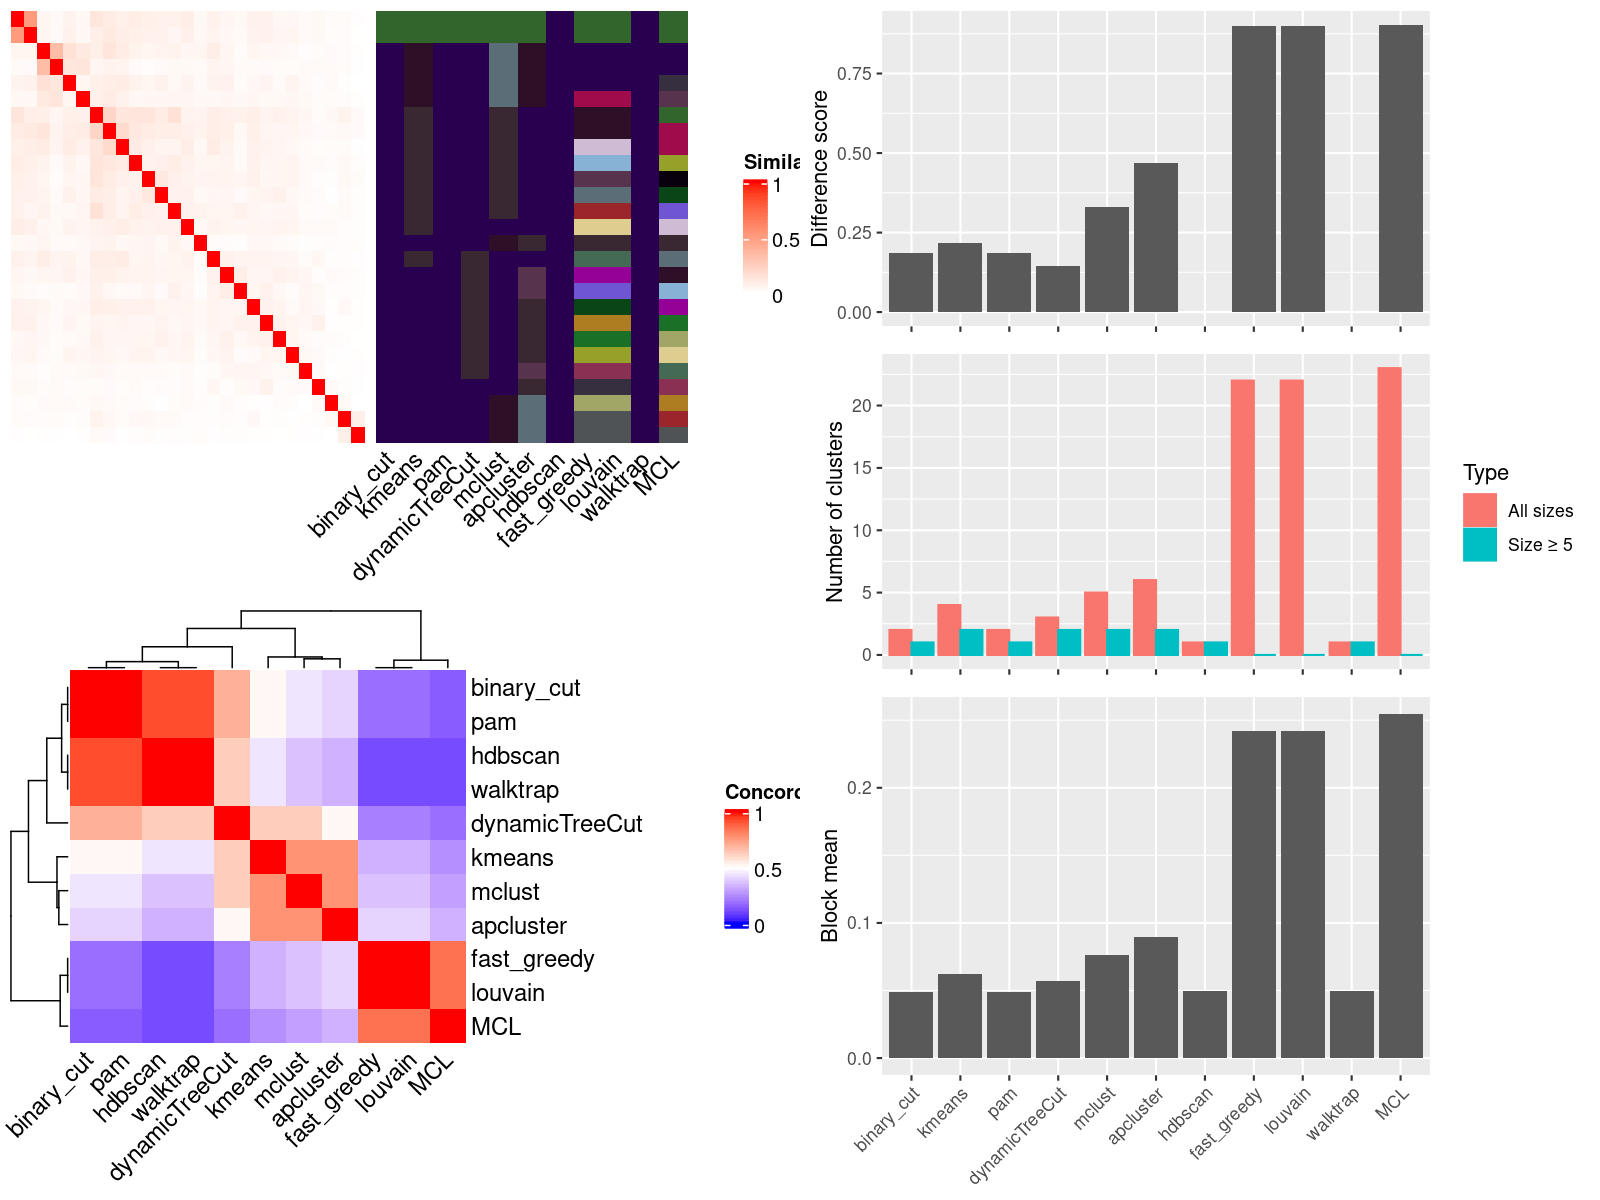 Simila
1
0.5
0
binary_cut
kmeans
pam
dynamicTreeCut
mclust
apcluster
hdbscan
fast_greedy
louvain
walktrap
MCL
binary_cut
pam
hdbscan
walktrap
dynamicTreeCut
kmeans
mclust
apcluster
fast_greedy
louvain
MCL
binary_cut
pam
hdbscan
walktrap
dynamicTreeCut
kmeans
mclust
apcluster
fast_greedy
louvain
MCL
Concord
1
0.5
0
Difference score
0.75
0.50
0.25
0.00
Number of clusters
20
15
10
5
0
Type
All sizes
Size ≥ 5
Block mean
0.2
0.1
0.0
binary_cut
kmeans
pam
dynamicTreeCut
mclust
apcluster
hdbscan
fast_greedy
louvain
walktrap
MCL